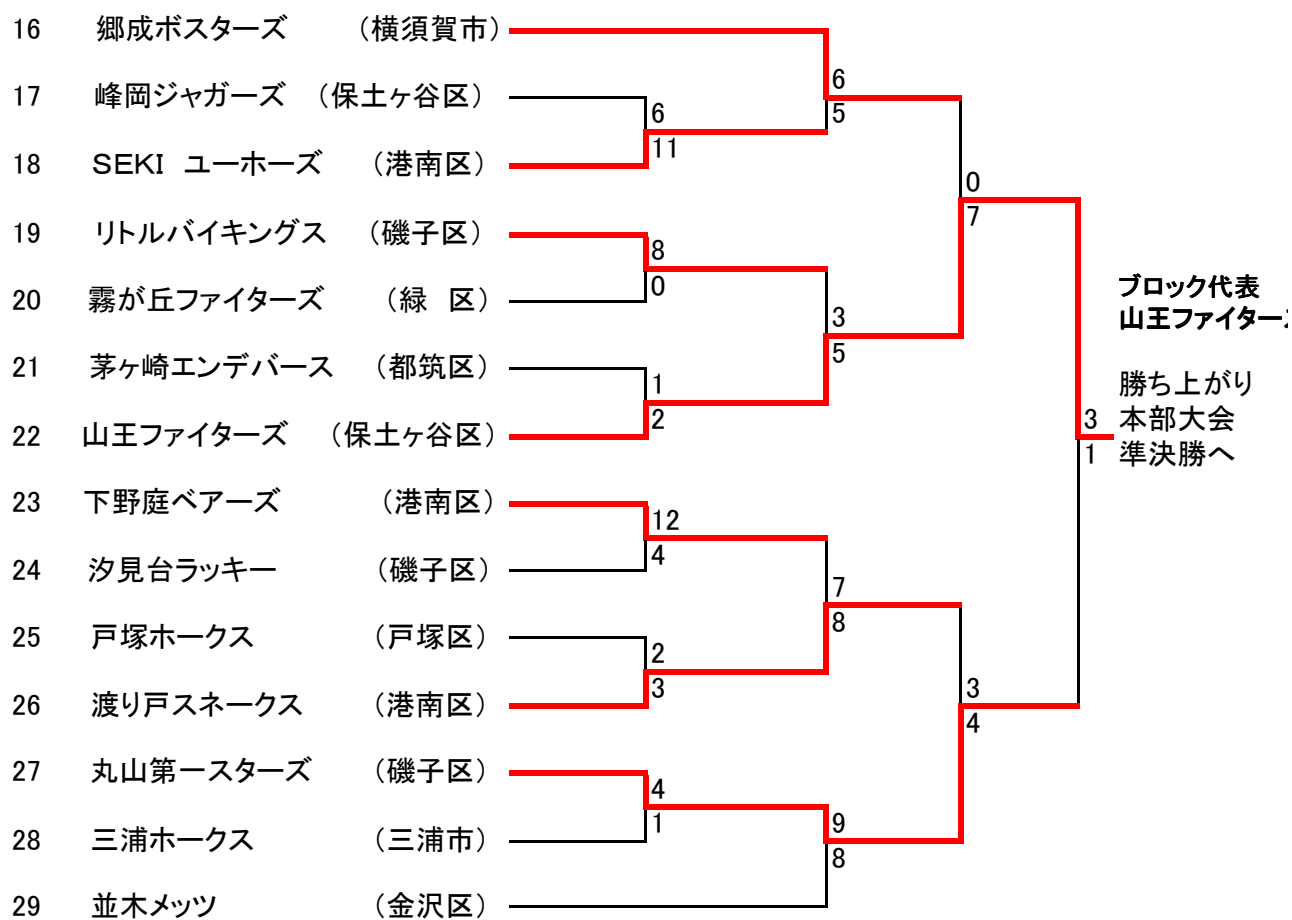 16 郷成ボスターズ （横須賀市）
6
17 峰岡ジャガーズ （保土ヶ谷区）
6
5
11
18 SEKI ユーホーズ （港南区）
0
7
19 リトルバイキングス （磯子区）
8
0
20 霧が丘ファイターズ （緑 区）
3
ブロック代表
山王ファイターズ
5
21 茅ヶ崎エンデバース （都筑区）
1
勝ち上がり
2
3
本部大会
22 山王ファイターズ （保土ヶ谷区）
1
準決勝へ
23 下野庭ベアーズ （港南区）
12
4
24 汐見台ラッキー （磯子区）
7
8
25 戸塚ホークス （戸塚区）
2
3
26 渡り戸スネークス （港南区）
3
4
27 丸山第一スターズ （磯子区）
4
1
9
28 三浦ホークス （三浦市）
8
29 並木メッツ （金沢区）